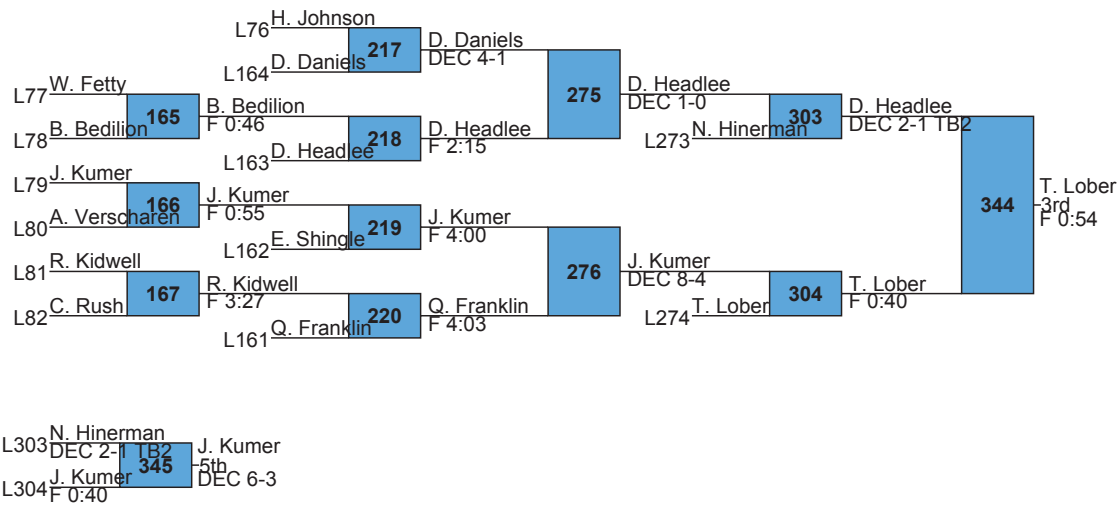 L76 H. Johnson
217
D. Daniels
DEC 4-1
L164 D. Daniels
275
D. Headlee
DEC 1-0
L77 W. Fetty
165
B. Bedilion
F 0:46
L78 B. Bedilion
218
D. Headlee
F 2:15
L163 D. Headlee
303
D. Headlee
DEC 2-1 TB2
L273 N. Hinerman
L79 J. Kumer
166
J. Kumer
F 0:55
L80 A. Verscharen
219
J. Kumer
F 4:00
L162 E. Shingle
344
T. Lober
3rd
F 0:54
L81 R. Kidwell
167
R. Kidwell
F 3:27
L82 C. Rush
276
J. Kumer
DEC 8-4
220
Q. Franklin
F 4:03
L161 Q. Franklin
304
T. Lober
F 0:40
L274 T. Lober
L303 N. Hinerman
DEC 2-1 TB2
345
J. Kumer
5th
DEC 6-3
L304 J. Kumer
F 0:40